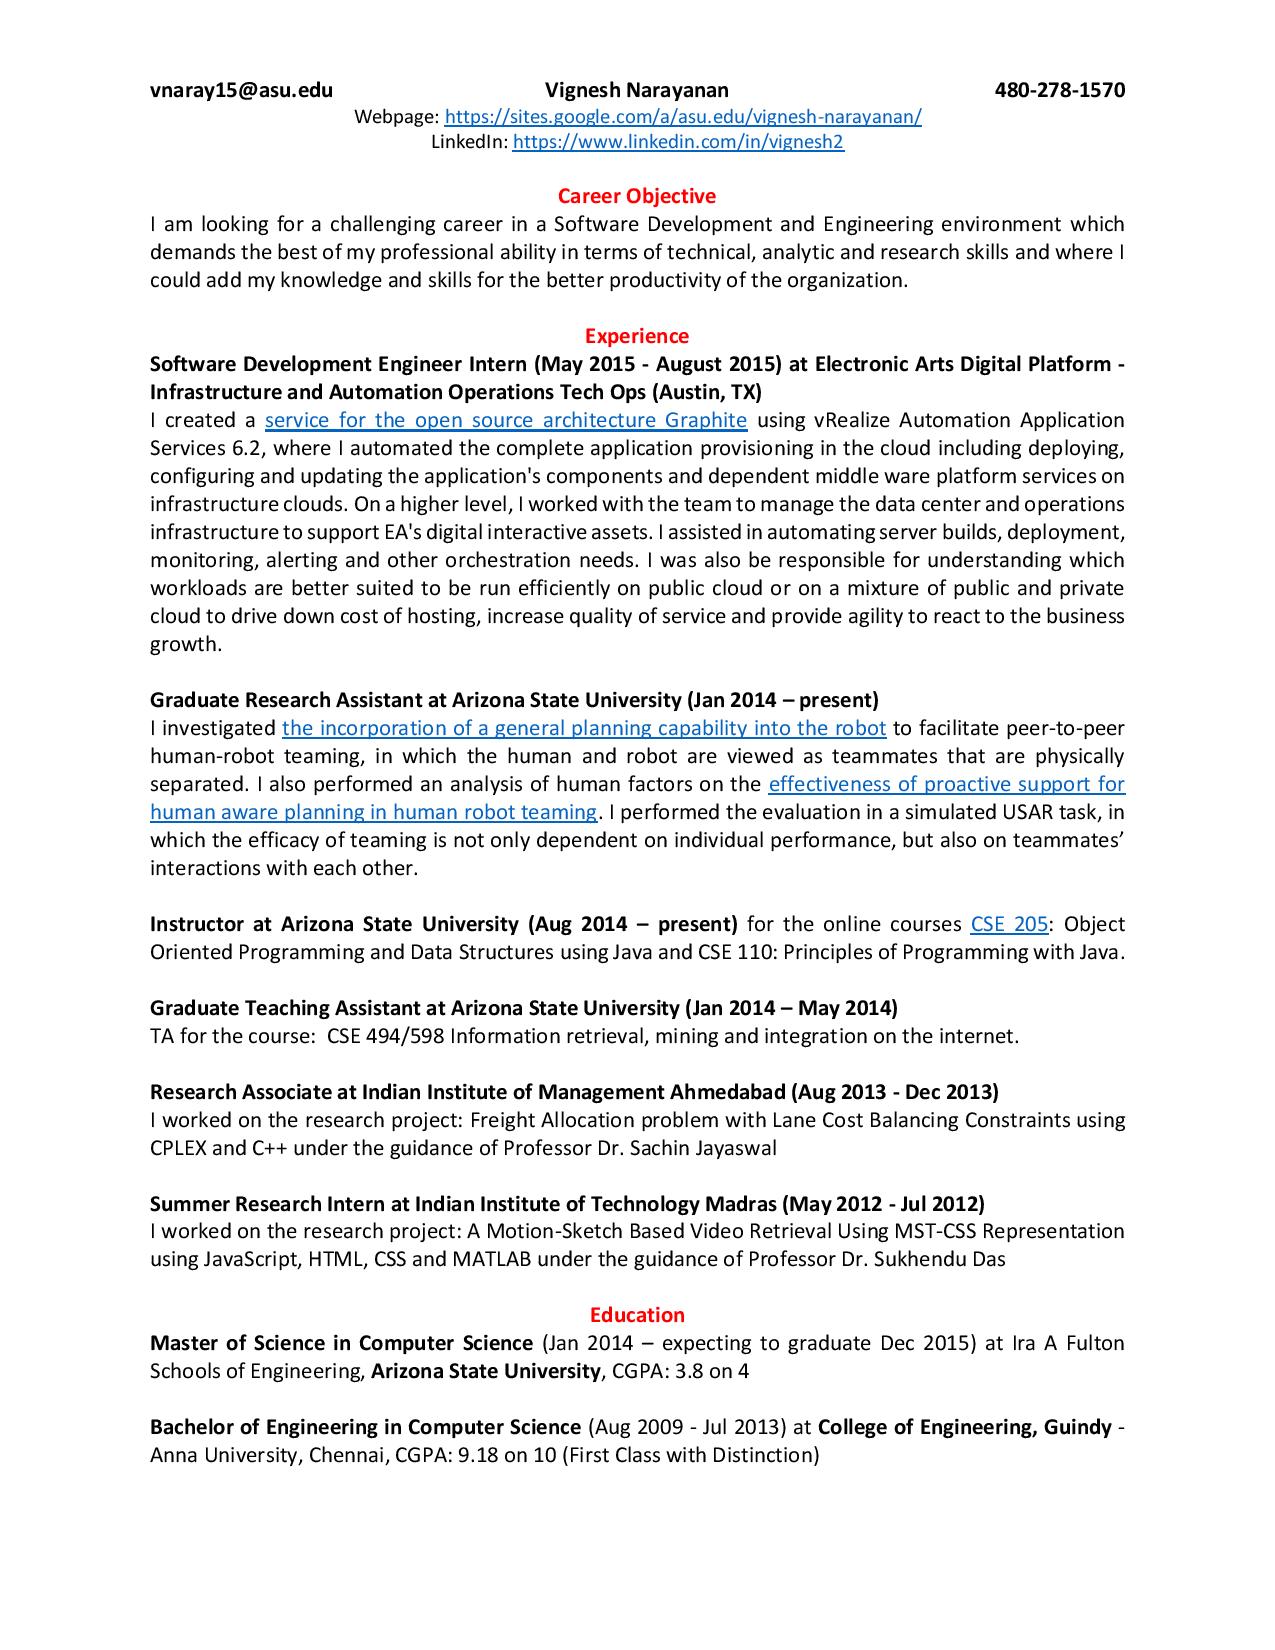 vnaray15@asu.edu Vignesh Narayanan 480-278-1570
Webpage: https://sites.google.com/a/asu.edu/vignesh-narayanan/
LinkedIn: https://www.linkedin.com/in/vignesh2
Career Objective
I am looking for a challenging career in a Software Development and Engineering environment which
demands the best of my professional ability in terms of technical, analytic and research skills and where I
could add my knowledge and skills for the better productivity of the organization.
Experience
Software Development Engineer Intern (May 2015 - August 2015) at Electronic Arts Digital Platform -
Infrastructure and Automation Operations Tech Ops (Austin, TX)
I created a service for the open source architecture Graphite using vRealize Automation Application
Services 6.2, where I automated the complete application provisioning in the cloud including deploying,
configuring and updating the application's components and dependent middle ware platform services on
infrastructure clouds. On a higher level, I worked with the team to manage the data center and operations
infrastructure to support EA's digital interactive assets. I assisted in automating server builds, deployment,
monitoring, alerting and other orchestration needs. I was also be responsible for understanding which
workloads are better suited to be run efficiently on public cloud or on a mixture of public and private
cloud to drive down cost of hosting, increase quality of service and provide agility to react to the business
growth.
Graduate Research Assistant at Arizona State University (Jan 2014 – present)
I investigated the incorporation of a general planning capability into the robot to facilitate peer-to-peer
human-robot teaming, in which the human and robot are viewed as teammates that are physically
separated. I also performed an analysis of human factors on the effectiveness of proactive support for
human aware planning in human robot teaming. I performed the evaluation in a simulated USAR task, in
which the efficacy of teaming is not only dependent on individual performance, but also on teammates’
interactions with each other.
Instructor at Arizona State University (Aug 2014 – present) for the online courses CSE 205: Object
Oriented Programming and Data Structures using Java and CSE 110: Principles of Programming with Java.
Graduate Teaching Assistant at Arizona State University (Jan 2014 – May 2014)
TA for the course: CSE 494/598 Information retrieval, mining and integration on the internet.
Research Associate at Indian Institute of Management Ahmedabad (Aug 2013 - Dec 2013)
I worked on the research project: Freight Allocation problem with Lane Cost Balancing Constraints using
CPLEX and C++ under the guidance of Professor Dr. Sachin Jayaswal
Summer Research Intern at Indian Institute of Technology Madras (May 2012 - Jul 2012)
I worked on the research project: A Motion-Sketch Based Video Retrieval Using MST-CSS Representation
using JavaScript, HTML, CSS and MATLAB under the guidance of Professor Dr. Sukhendu Das
Education
Master of Science in Computer Science (Jan 2014 – expecting to graduate Dec 2015) at Ira A Fulton
Schools of Engineering, Arizona State University, CGPA: 3.8 on 4
Bachelor of Engineering in Computer Science (Aug 2009 - Jul 2013) at College of Engineering, Guindy -
Anna University, Chennai, CGPA: 9.18 on 10 (First Class with Distinction)